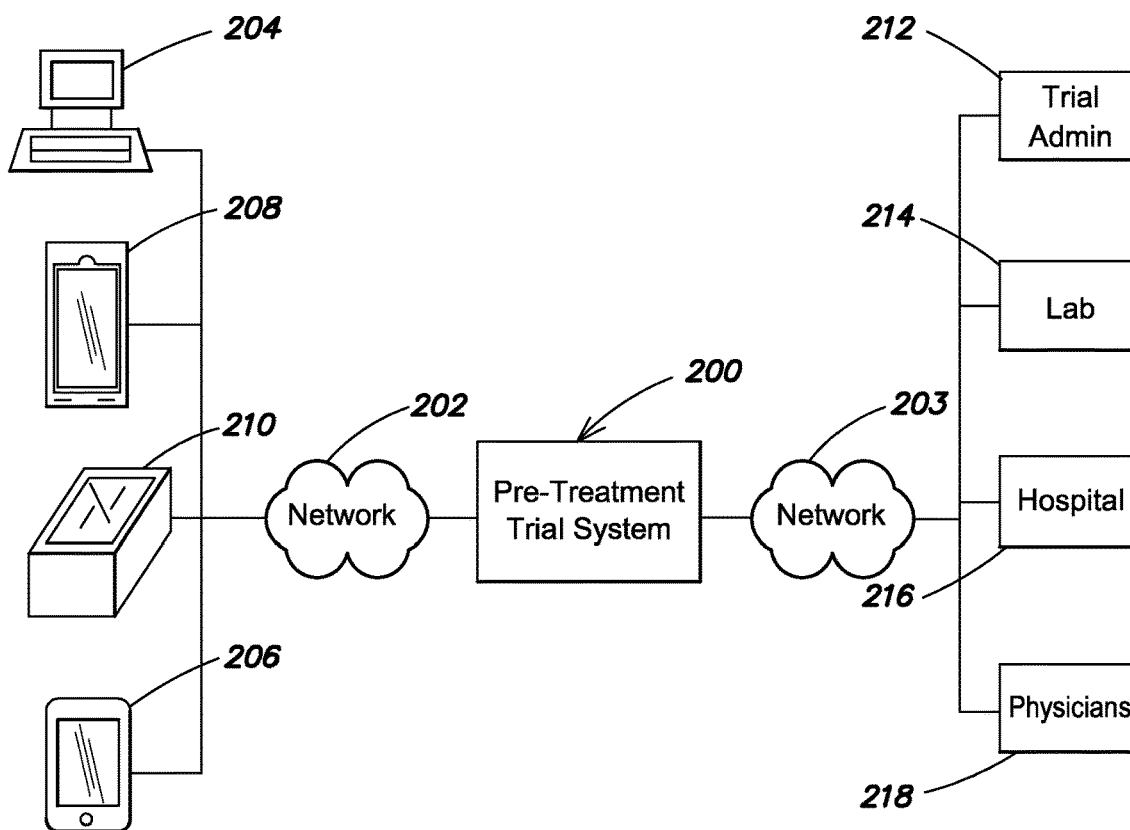 204
212
Trial
Admin
208
214
Lab
200
210
202
203
Pre-Treatment
Trial System
Network
Network
Hospital
216
206
Physicians
218